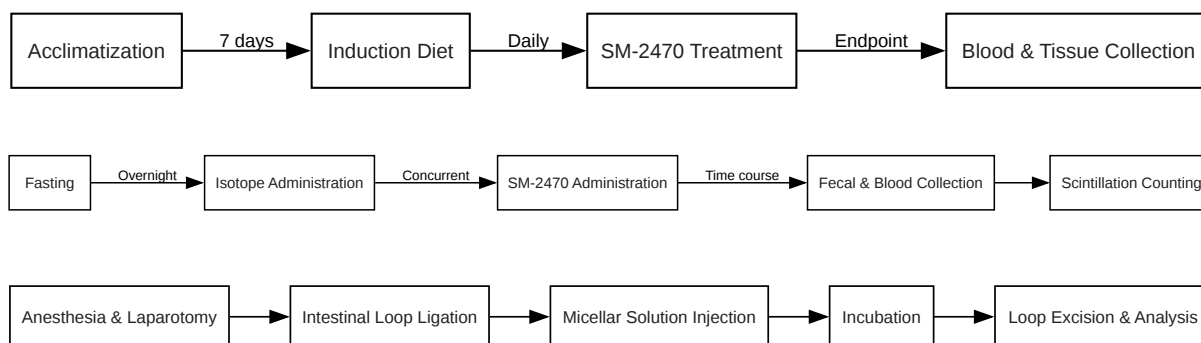 Acclimatization 7 days Induction Diet Daily SM-2470 Treatment Endpoint Blood & Tissue Collection
Fasting Overnight Isotope Administration Concurrent SM-2470 Administration Time course Fecal & Blood Collection Scintillation Counting
Anesthesia & Laparotomy Intestinal Loop Ligation Micellar Solution Injection Incubation Loop Excision & Analysis